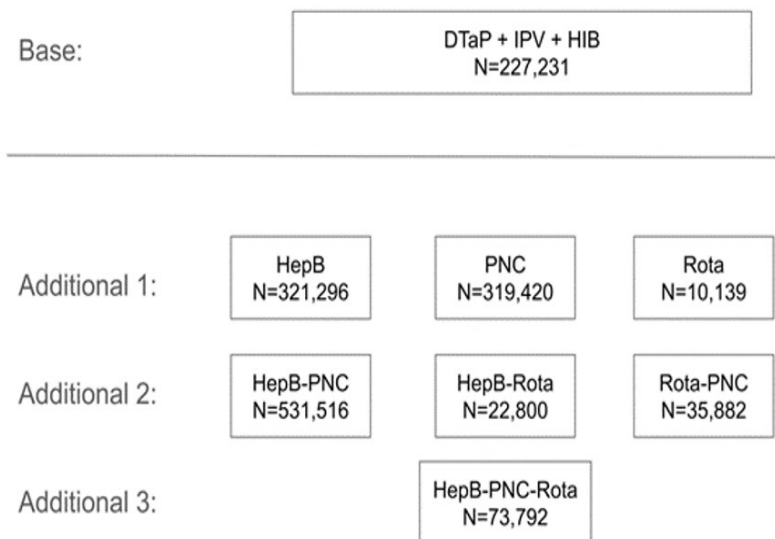 Base:
DTaP + IPV + HIB
N=227,231
Additional 1:
HepB
N=321,296
PNC
N=319,420
Rota
N=10,139
Additional 2:
HepB-PNC
N=531,516
HepB-Rota
N=22,800
Rota-PNC
N=35,882
Additional 3:
HepB-PNC-Rota
N=73,792